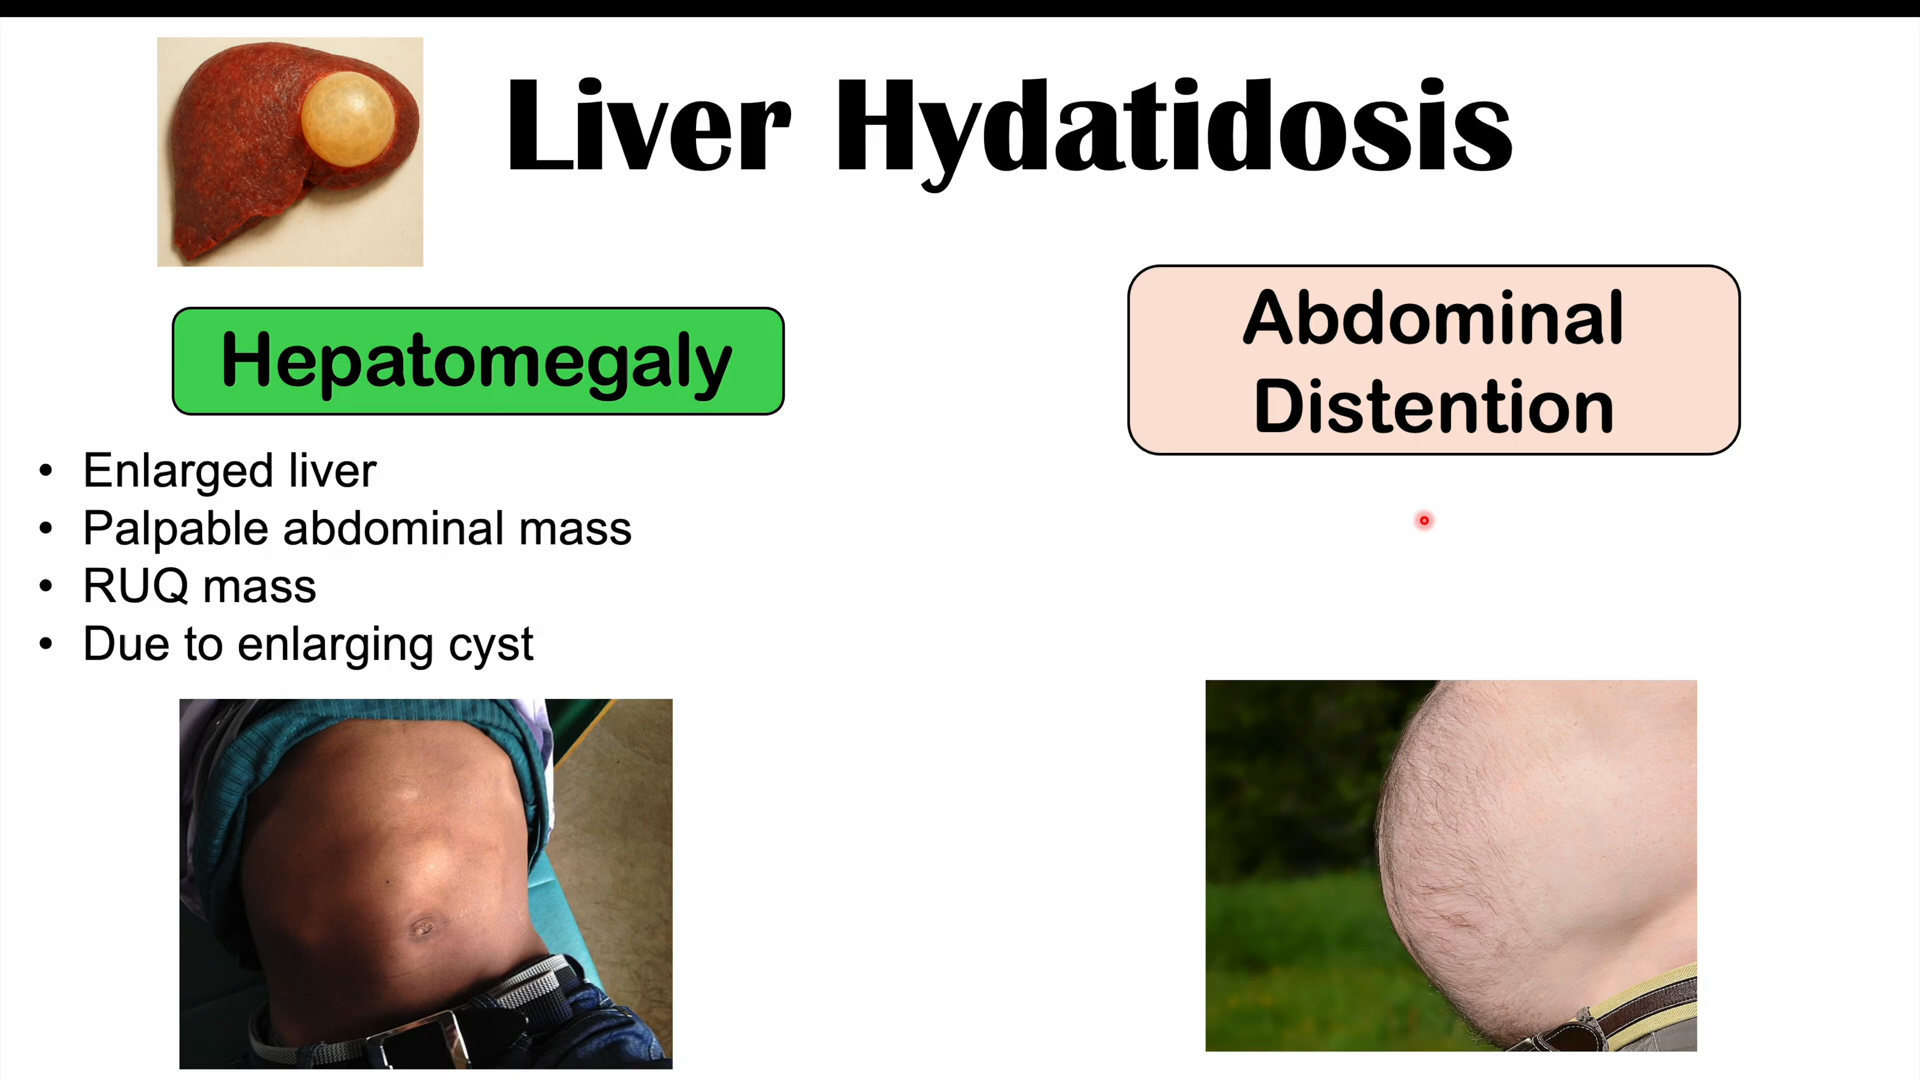 Liver Hydatidosis
Hepatomegaly
• Enlarged liver
• Palpable abdominal mass
• RUQ mass
• Due to enlarging cyst
Abdominal
Distention